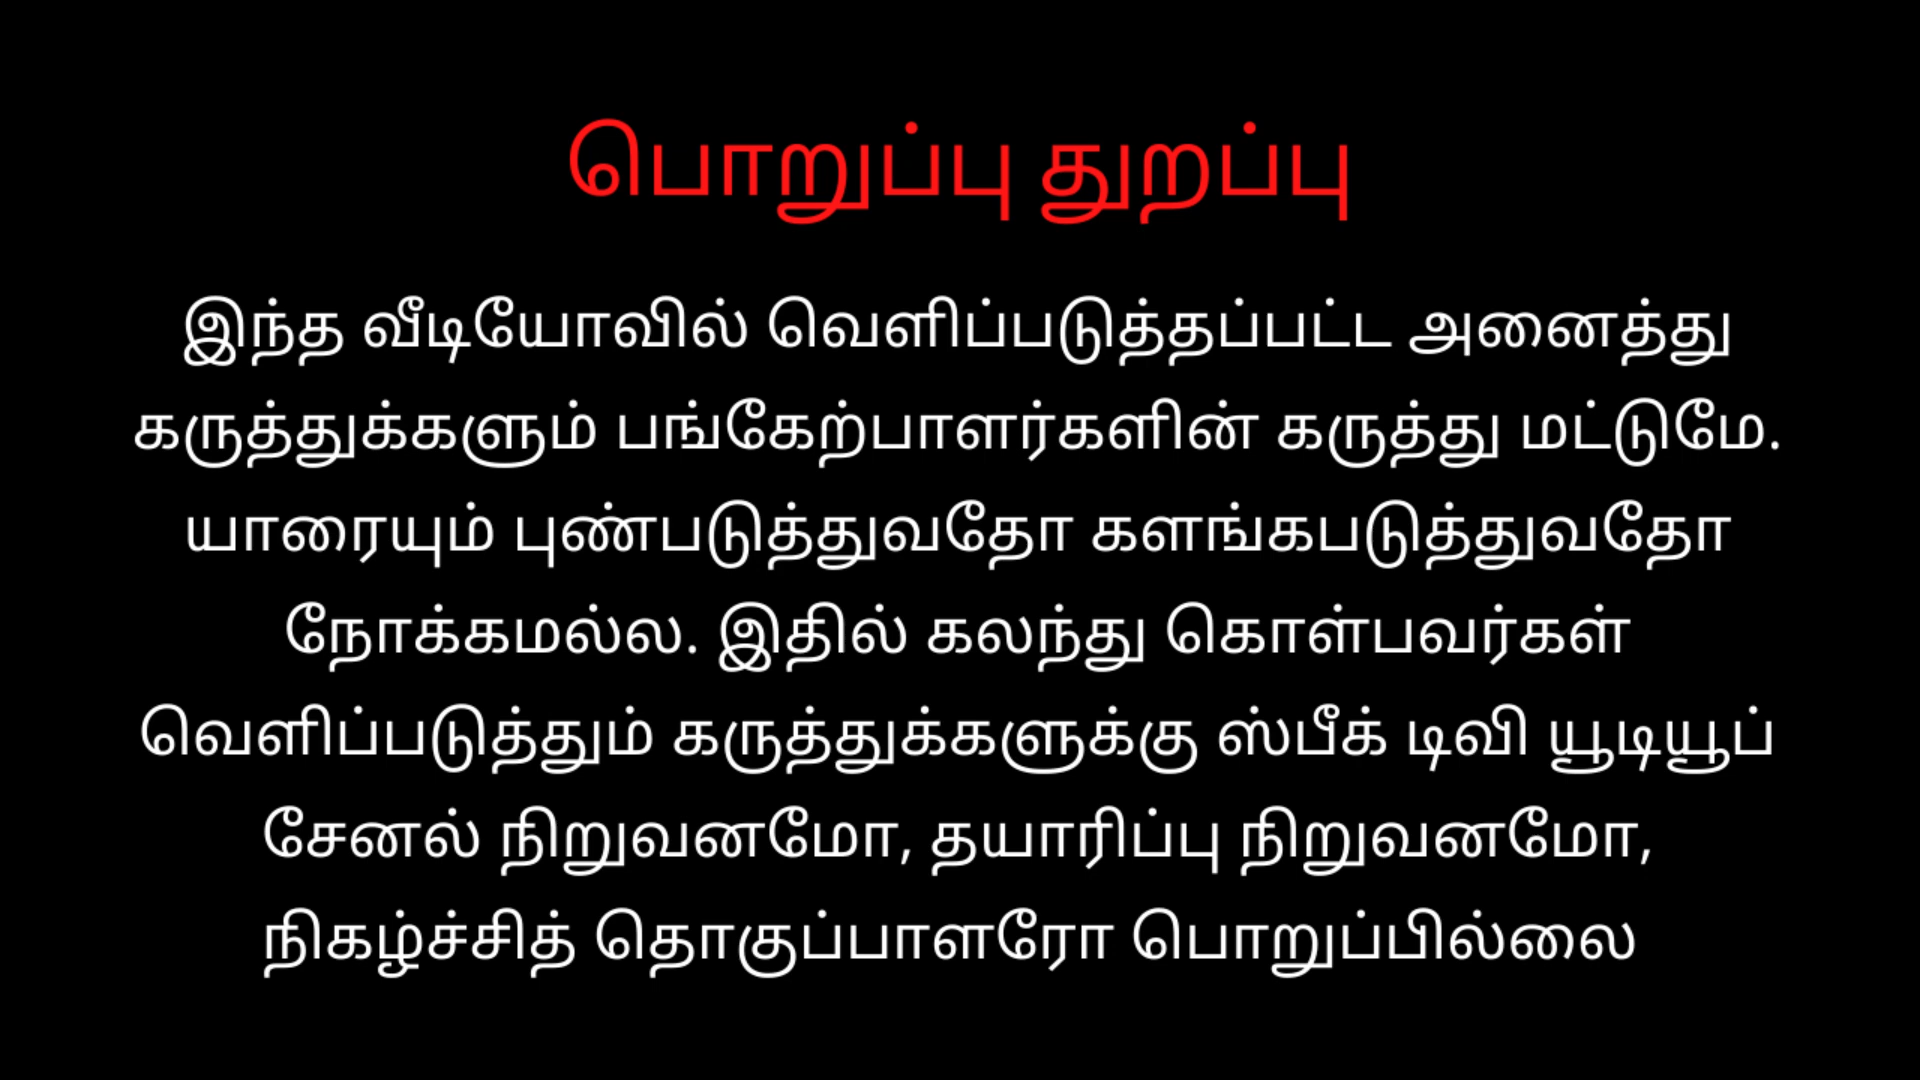 பொறுப்பு துறப்பு
இந்த வீடியோவில் வெளிப்படுத்தப்பட்ட அனைத்து
கருத்துக்களும் பங்கேற்பாளர்களின் கருத்து மட்டுமே.
யாரையும் புண்படுத்துவதோ களங்கபடுத்துவதோ
நோக்கமல்ல. இதில் கலந்து கொள்பவர்கள்
வெளிப்படுத்தும் கருத்துக்களுக்கு ஸ்பீக் டிவி யூடியூப்
சேனல் நிறுவனமோ, தயாரிப்பு நிறுவனமோ,
நிகழ்ச்சித் தொகுப்பாளரோ பொறுப்பில்லை